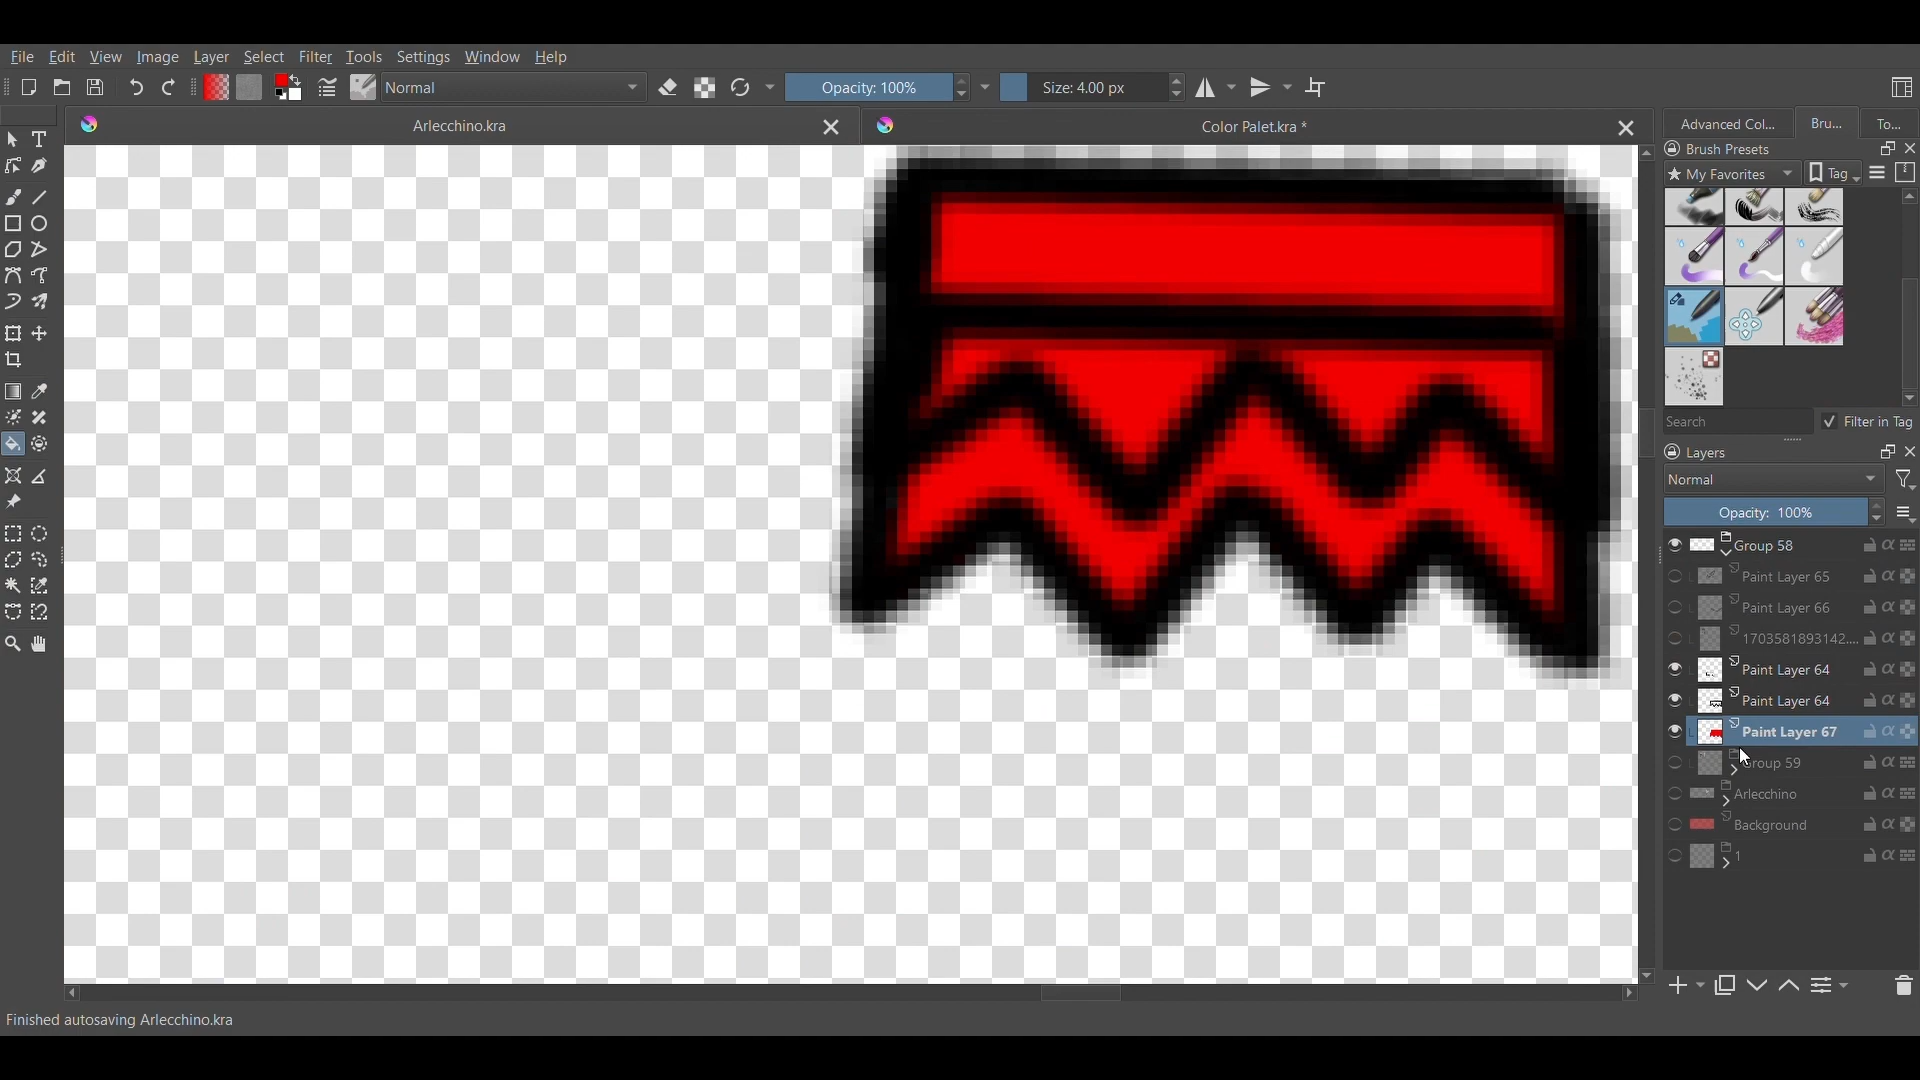 File Edit View Image Layer Select Filter Tools Settings Window Help
Normal Opacity: 100% Size: 4.00 px
Arlecchino.kra Color Palet.kra *
Advanced Col... Bru... To...
Brush Presets
My Favorites Tag
Search Filter in Tag
Layers
Normal
Opacity: 100%
Group 58
Paint Layer 65
Paint Layer 66
1703581893142...
Paint Layer 64
Paint Layer 64
Paint Layer 67
Group 59
Arlecchino
Background
1
Finished autosaving Arlecchino.kra